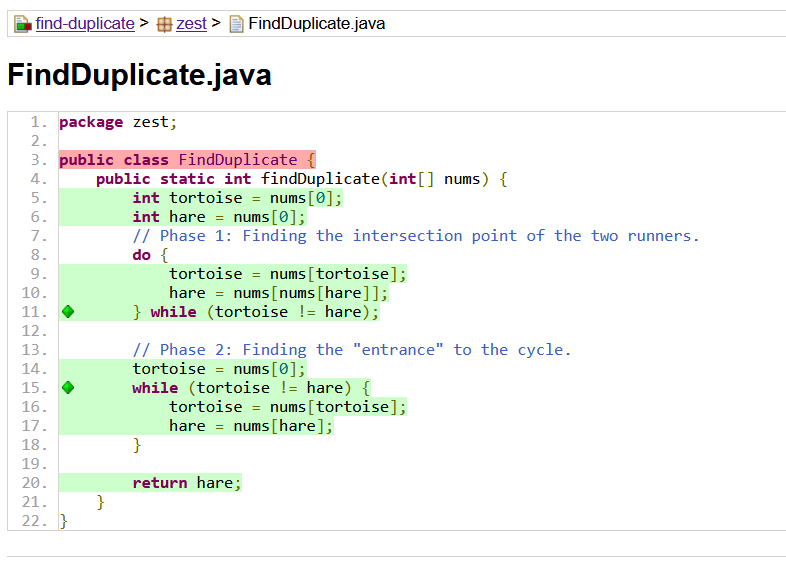 find-duplicate > zest > FindDuplicate.java
FindDuplicate.java
1. package zest;
2.
3. public class FindDuplicate {
4.     public static int findDuplicate(int[] nums) {
5.         int tortoise = nums[0];
6.         int hare = nums[0];
7.         // Phase 1: Finding the intersection point of the two runners.
8.         do {
9.             tortoise = nums[tortoise];
10.             hare = nums[nums[hare]];
11.         } while (tortoise != hare);
12.
13.         // Phase 2: Finding the "entrance" to the cycle.
14.         tortoise = nums[0];
15.         while (tortoise != hare) {
16.             tortoise = nums[tortoise];
17.             hare = nums[hare];
18.         }
19.
20.         return hare;
21.     }
22. }